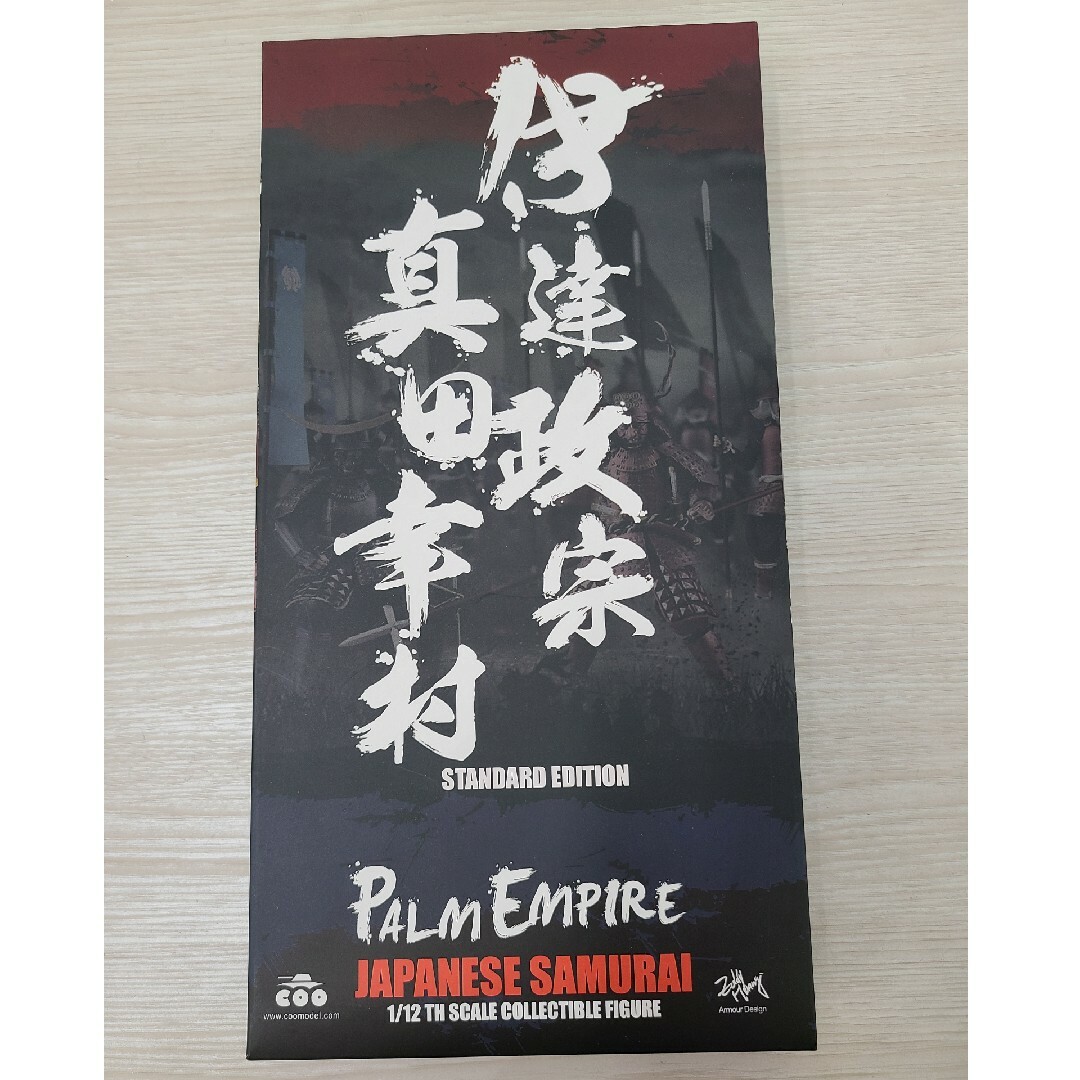 伊達政宗
真田幸村
STANDARD EDITION
PALM EMPIRE
JAPANESE SAMURAI
1/12 TH SCALE COLLECTIBLE FIGURE
COO
www.coomodel.com
Armour Design